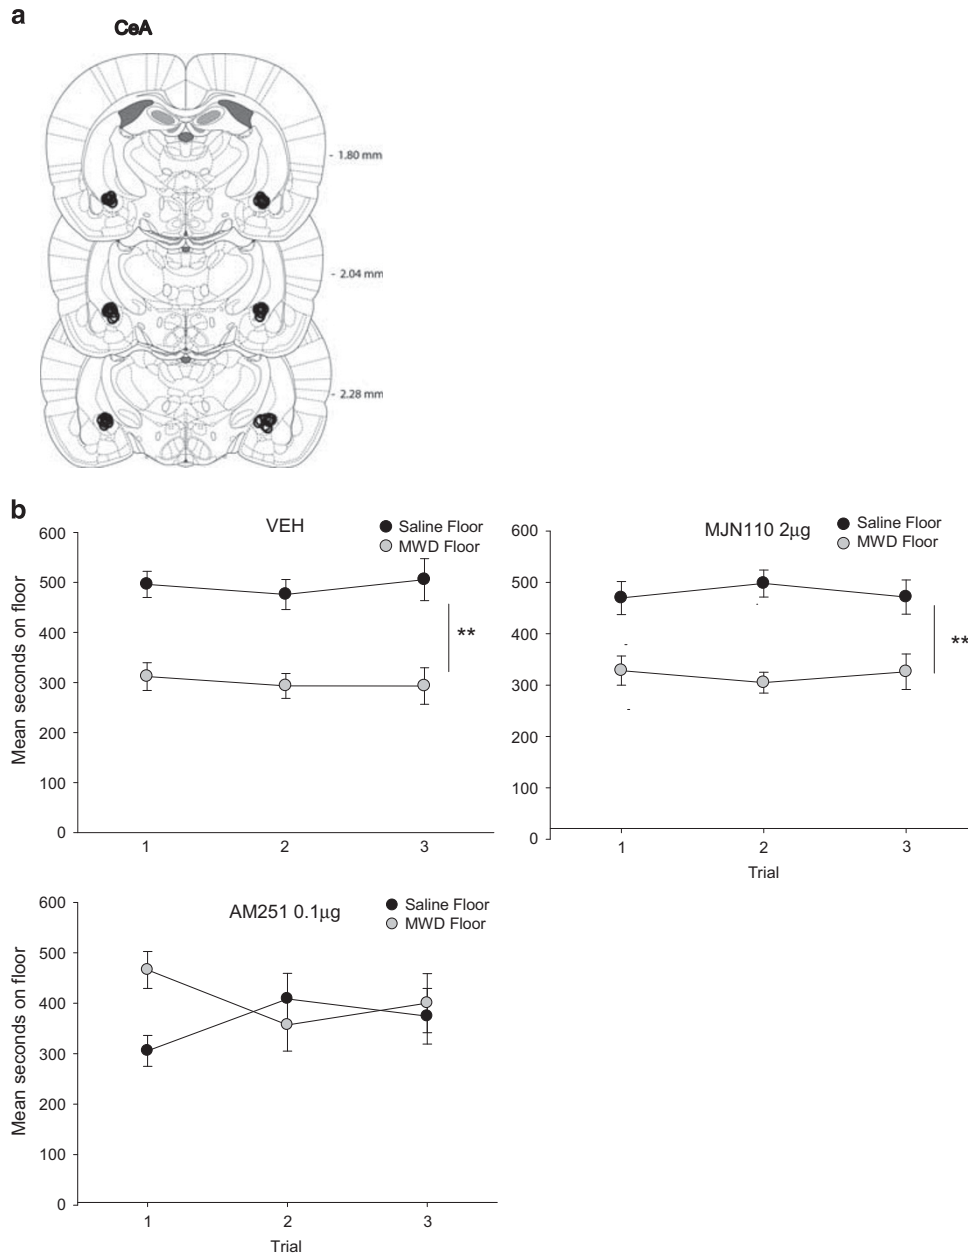 a
CeA
- 1.80 mm
- 2.04 mm
- 2.28 mm
b
VEH
Saline Floor
MWD Floor
Mean seconds on floor
600
500
400
300
200
100
0
**
1 2 3
MJN110 2μg
Saline Floor
MWD Floor
600
500
400
300
200
100
0
**
1 2 3
Trial
AM251 0.1μg
Saline Floor
MWD Floor
Mean seconds on floor
600
500
400
300
200
100
0
1 2 3
Trial